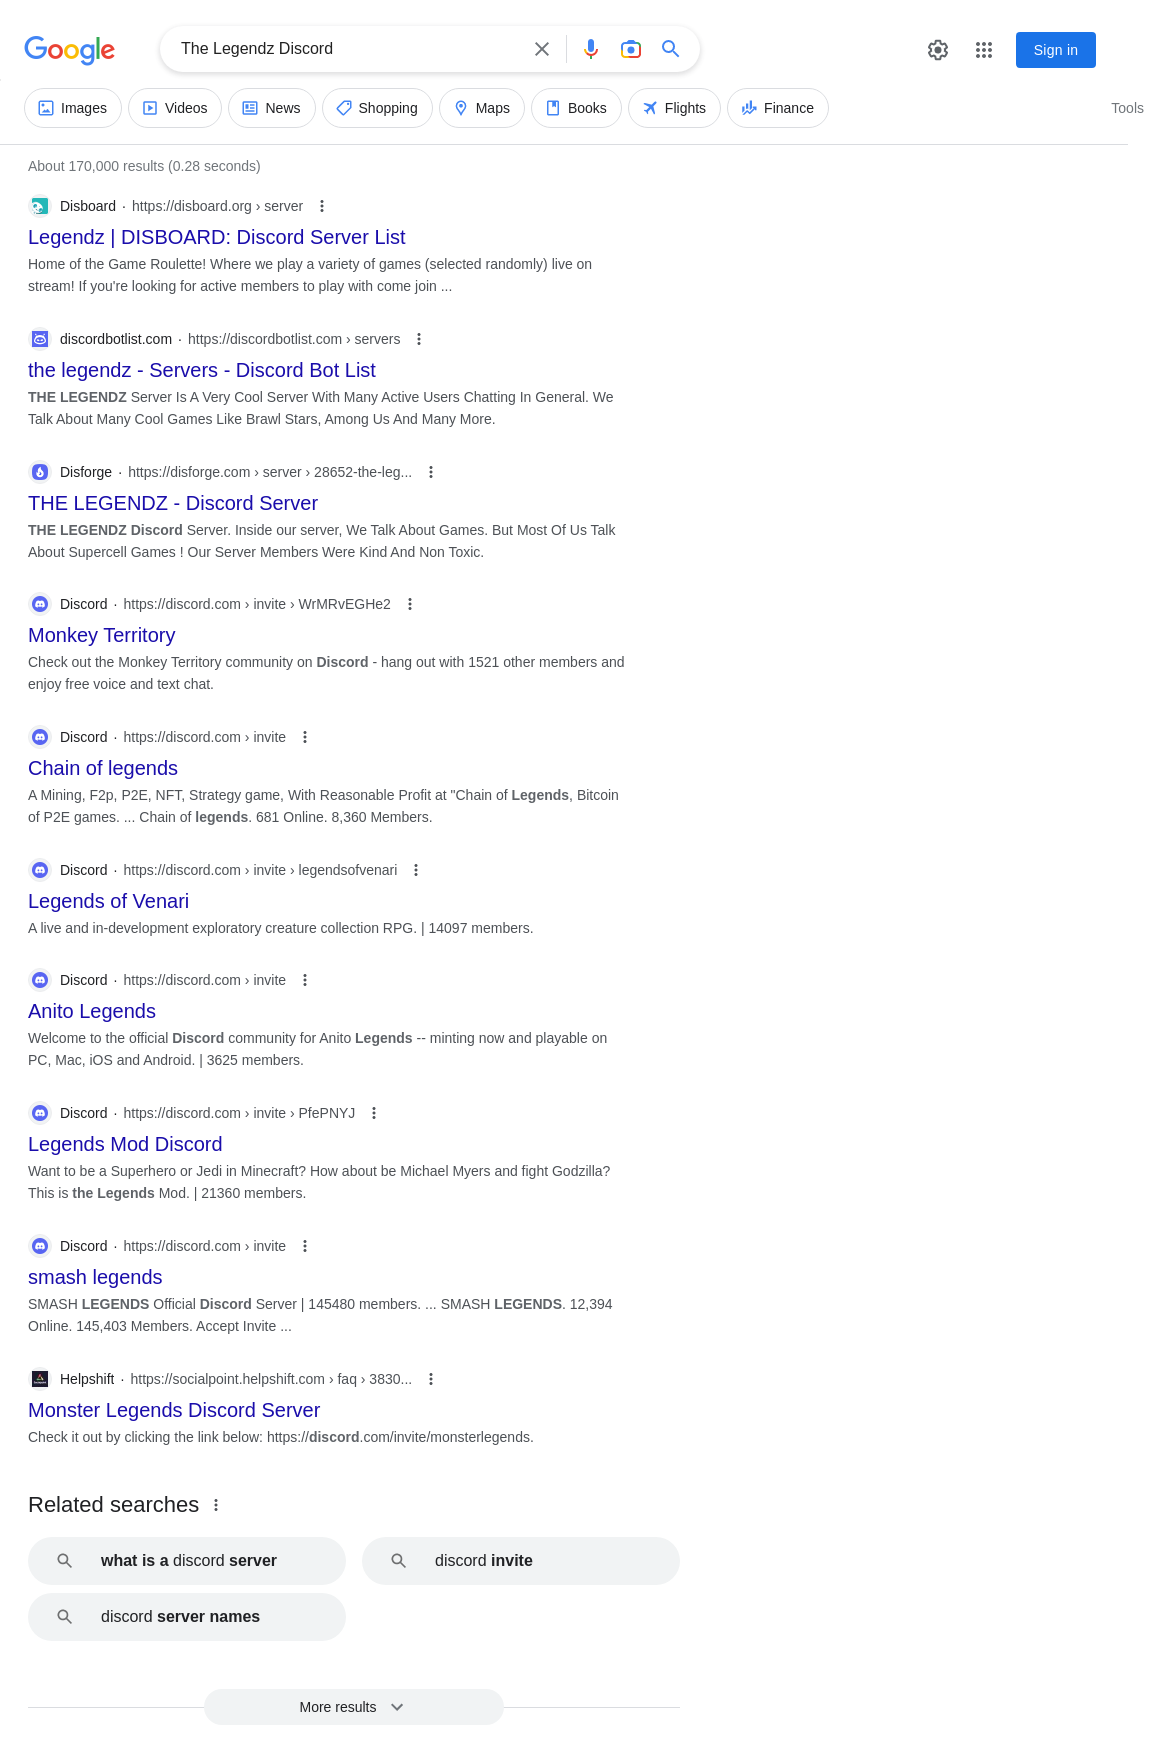 Google
The Legendz Discord
Sign in
Images
Videos
News
Shopping
Maps
Books
Flights
Finance
Tools
About 170,000 results (0.28 seconds)
Disboard · https://disboard.org › server
Legendz | DISBOARD: Discord Server List
Home of the Game Roulette! Where we play a variety of games (selected randomly) live on
stream! If you're looking for active members to play with come join ...
discordbotlist.com · https://discordbotlist.com › servers
the legendz - Servers - Discord Bot List
THE LEGENDZ Server Is A Very Cool Server With Many Active Users Chatting In General. We
Talk About Many Cool Games Like Brawl Stars, Among Us And Many More.
Disforge · https://disforge.com › server › 28652-the-leg...
THE LEGENDZ - Discord Server
THE LEGENDZ Discord Server. Inside our server, We Talk About Games. But Most Of Us Talk
About Supercell Games ! Our Server Members Were Kind And Non Toxic.
Discord · https://discord.com › invite › WrMRvEGHe2
Monkey Territory
Check out the Monkey Territory community on Discord - hang out with 1521 other members and
enjoy free voice and text chat.
Discord · https://discord.com › invite
Chain of legends
A Mining, F2p, P2E, NFT, Strategy game, With Reasonable Profit at "Chain of Legends, Bitcoin
of P2E games. ... Chain of legends. 681 Online. 8,360 Members.
Discord · https://discord.com › invite › legendsofvenari
Legends of Venari
A live and in-development exploratory creature collection RPG. | 14097 members.
Discord · https://discord.com › invite
Anito Legends
Welcome to the official Discord community for Anito Legends -- minting now and playable on
PC, Mac, iOS and Android. | 3625 members.
Discord · https://discord.com › invite › PfePNYJ
Legends Mod Discord
Want to be a Superhero or Jedi in Minecraft? How about be Michael Myers and fight Godzilla?
This is the Legends Mod. | 21360 members.
Discord · https://discord.com › invite
smash legends
SMASH LEGENDS Official Discord Server | 145480 members. ... SMASH LEGENDS. 12,394
Online. 145,403 Members. Accept Invite ...
Helpshift · https://socialpoint.helpshift.com › faq › 3830...
Monster Legends Discord Server
Check it out by clicking the link below: https://discord.com/invite/monsterlegends.
Related searches
what is a discord server
discord invite
discord server names
More results